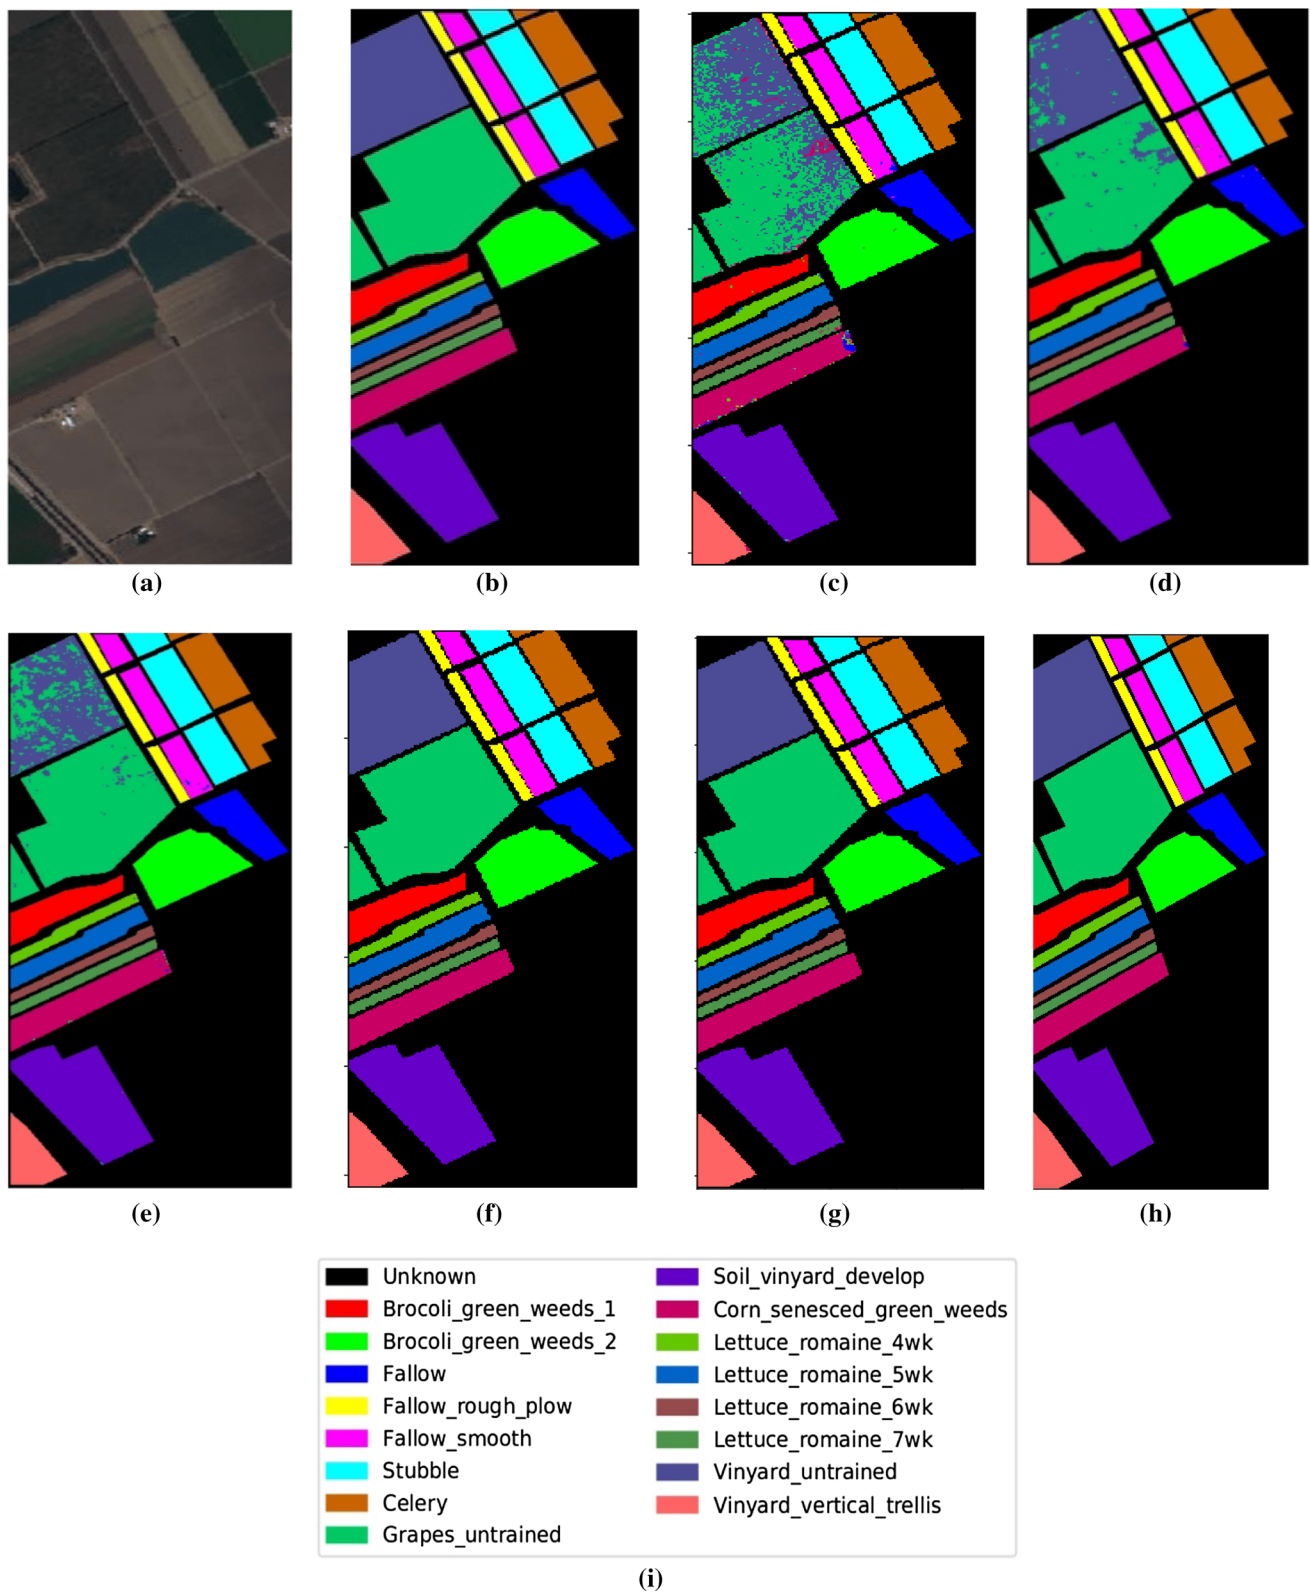 (a)
(b)
(c)
(d)
(e)
(f)
(g)
(h)
Unknown
Brocoli_green_weeds_1
Brocoli_green_weeds_2
Fallow
Fallow_rough_plow
Fallow_smooth
Stubble
Celery
Grapes_untrained
Soil_vinyard_develop
Corn_senesced_green_weeds
Lettuce_romaine_4wk
Lettuce_romaine_5wk
Lettuce_romaine_6wk
Lettuce_romaine_7wk
Vinyard_untrained
Vinyard_vertical_trellis
(i)